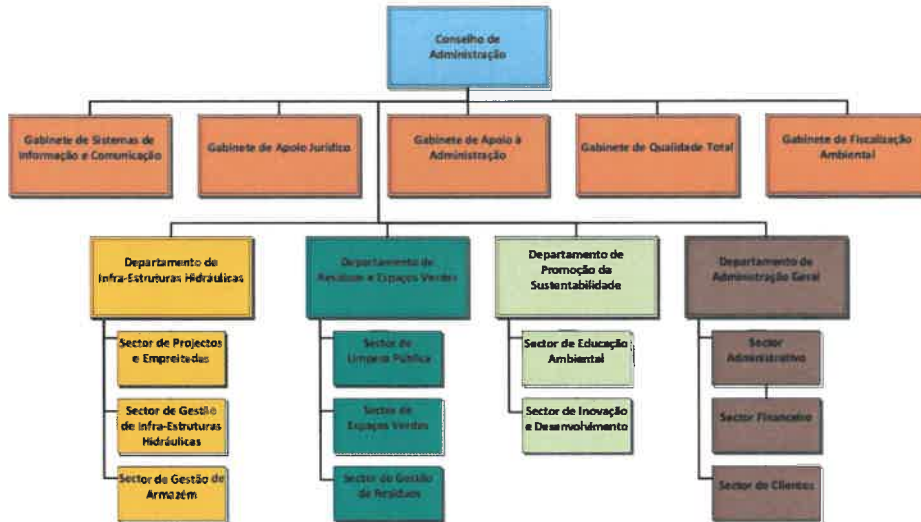 Conselho de
Administração
Gabinete de Sistemas de
Informação e Comunicação
Gabinete de Apoio Jurídico
Gabinete de Apoio à
Administração
Gabinete de Qualidade Total
Gabinete de Fiscalização
Ambiental
Departamento de
Infra-Estruturas Hidráulicas
Departamento de
Resíduos e Espaços Verdes
Departamento de
Promoção da
Sustentabilidade
Departamento de
Administração Geral
Sector de Projectos
e Empreitadas
Sector de
Limpeza Pública
Sector de Educação
Ambiental
Sector
Administrativo
Sector de Gestão
de Infra-Estruturas
Hidráulicas
Sector de
Espaços Verdes
Sector de Inovação
e Desenvolvimento
Sector Financeiro
Sector de Gestão de
Armazém
Sector de Gestão
de Resíduos
Sector de Clientes